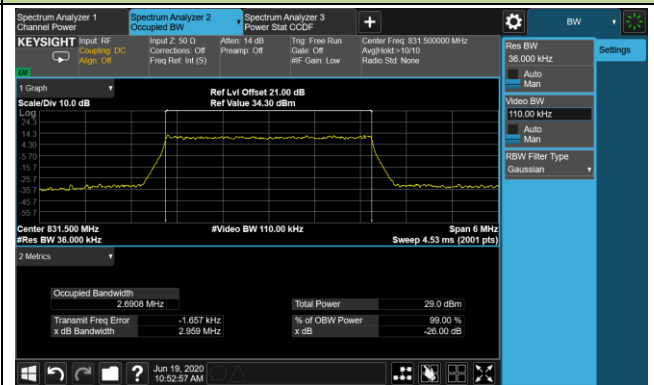 Spectrum Analyzer 1
Channel Power
Spectrum Analyzer 2
Occupied BW
Spectrum Analyzer 3
Power Stat CCDF
+
BW
KEYSIGHT
Input: RF
Coupling: DC
Align: Off
Input Z: 50 Ω
Corrections: Off
Freq Ref: Int (S)
Atten: 14 dB
Preamp: Off
Trig: Free Run
Gate: Off
#IF Gain: Low
Center Freq: 831.500000 MHz
Avg|Hold:>10/10
Radio Std: None
LVI
Res BW
36.000 kHz
Auto
Man
Settings
Video BW
110.00 kHz
Auto
Man
RBW Filter Type
Gaussian
1 Graph
Scale/Div 10.0 dB
Ref Lvl Offset 21.00 dB
Ref Value 34.30 dBm
Log
24.3
14.3
4.30
-5.70
-15.7
-25.7
-35.7
-45.7
-55.7
Center 831.500 MHz
#Video BW 110.00 kHz
Span 6 MHz
#Res BW 36.000 kHz
Sweep 4.53 ms (2001 pts)
2 Metrics
Occupied Bandwidth
2.6908 MHz
Total Power
29.0 dBm
Transmit Freq Error
-1.657 kHz
% of OBW Power
99.00 %
x dB Bandwidth
2.959 MHz
x dB
-26.00 dB
?
Jun 19, 2020
10:52:57 AM